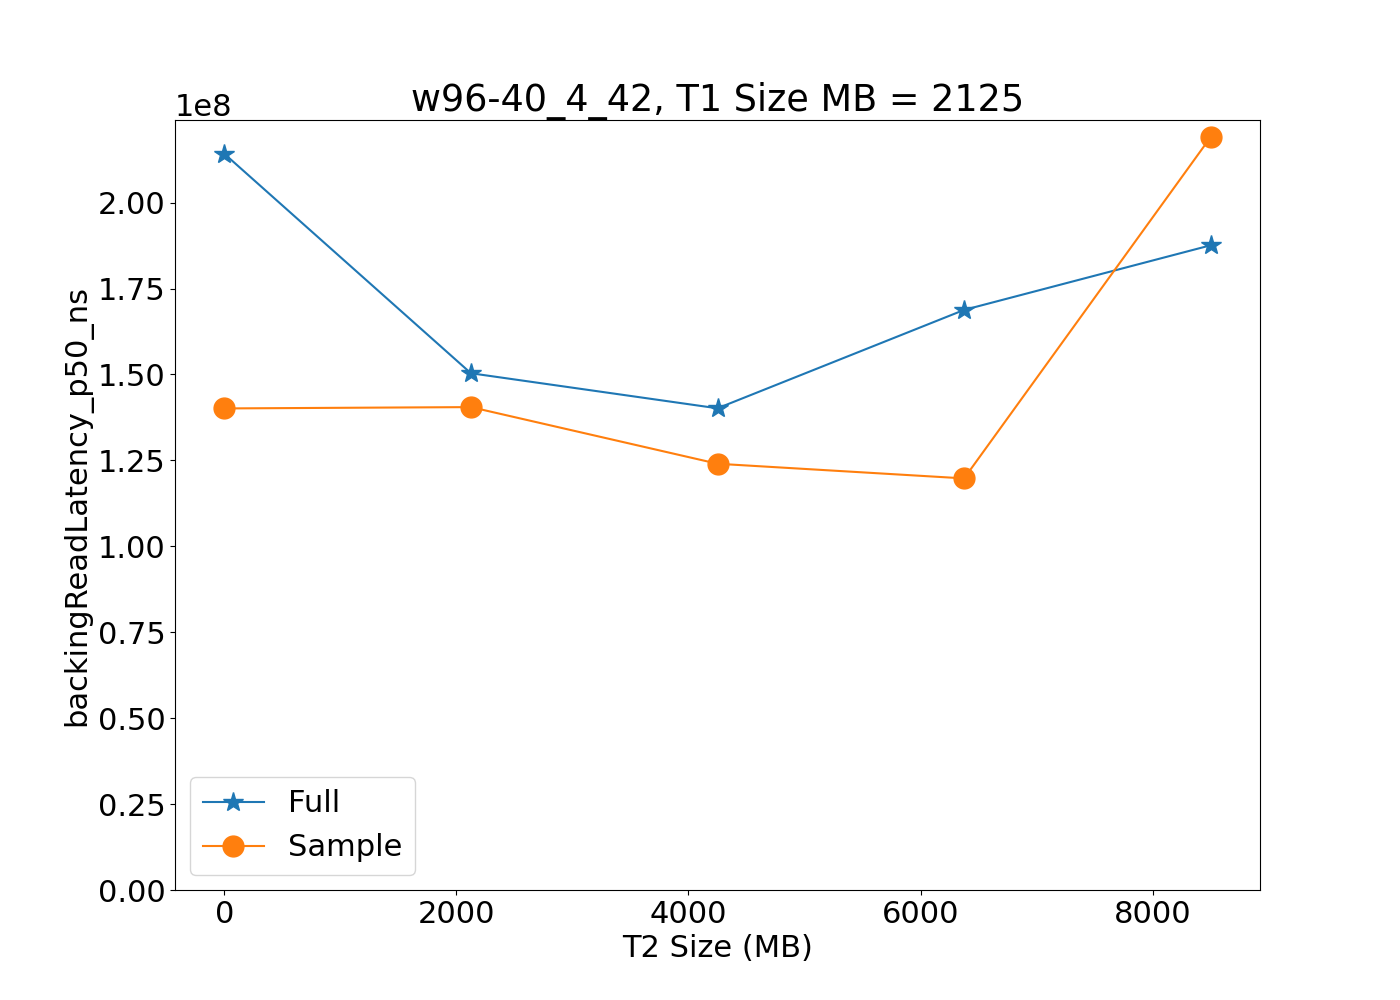 w96-40_4_42, T1 Size MB = 2125
1e8
2.00
1.75
1.50
1.25
1.00
0.75
0.50
0.25
0.00
backingReadLatency_p50_ns
Full
Sample
0 2000 4000 6000 8000
T2 Size (MB)